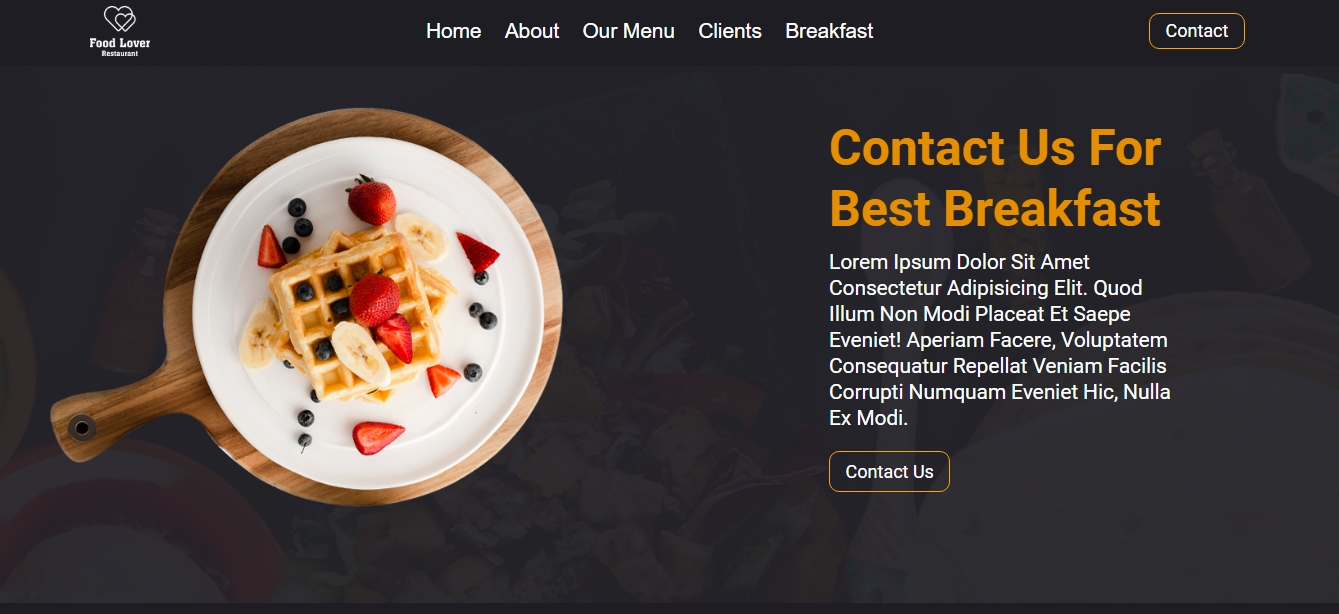 Food Lover
Restaurant
Home About Our Menu Clients Breakfast
Contact
Contact Us For
Best Breakfast
Lorem Ipsum Dolor Sit Amet
Consectetur Adipisicing Elit. Quod
Illum Non Modi Placeat Et Saepe
Eveniet! Aperiam Facere, Voluptatem
Consequatur Repellat Veniam Facilis
Corrupti Numquam Eveniet Hic, Nulla
Ex Modi.
Contact Us